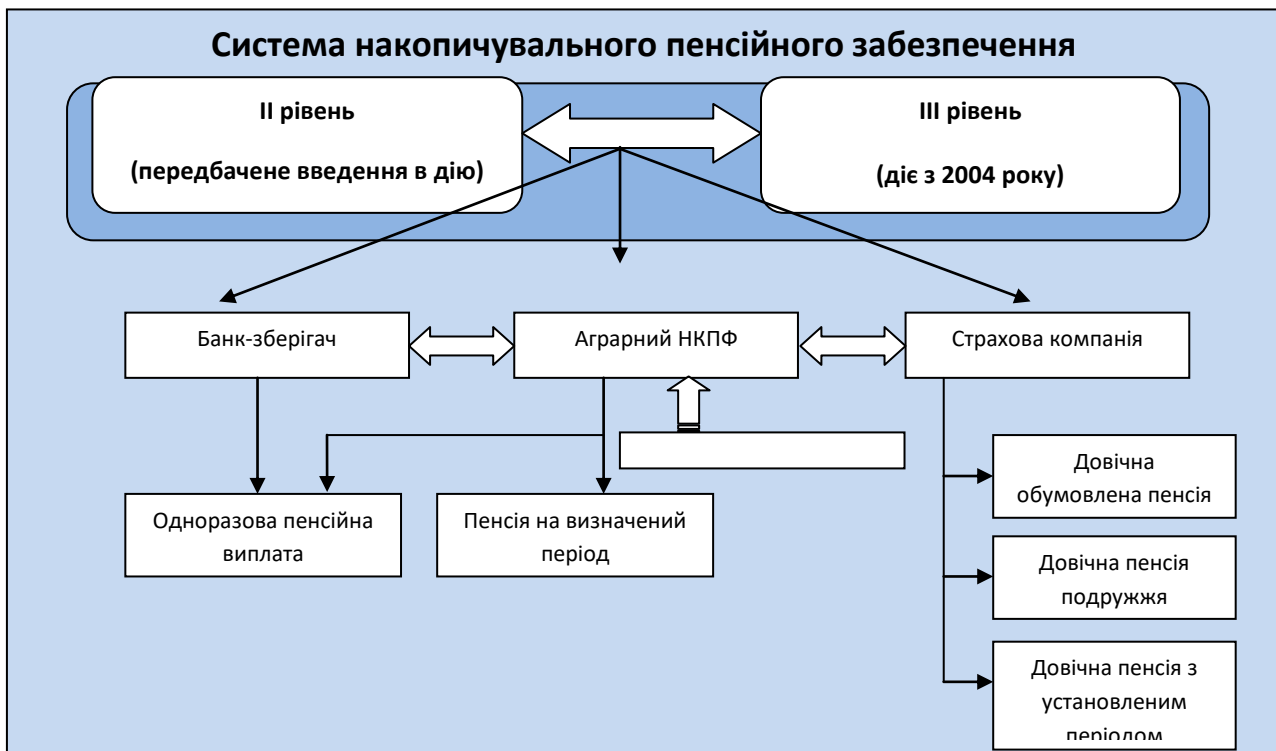 Система накопичувального пенсійного забезпечення
ІІ рівень
(передбачене введення в дію)
ІІІ рівень
(діє з 2004 року)
Банк-зберігач
Аграрний НКПФ
Страхова компанія
Одноразова пенсійна
виплата
Пенсія на визначений
період
Довічна
обумовлена пенсія
Довічна пенсія
подружжя
Довічна пенсія з
установленим
періодом